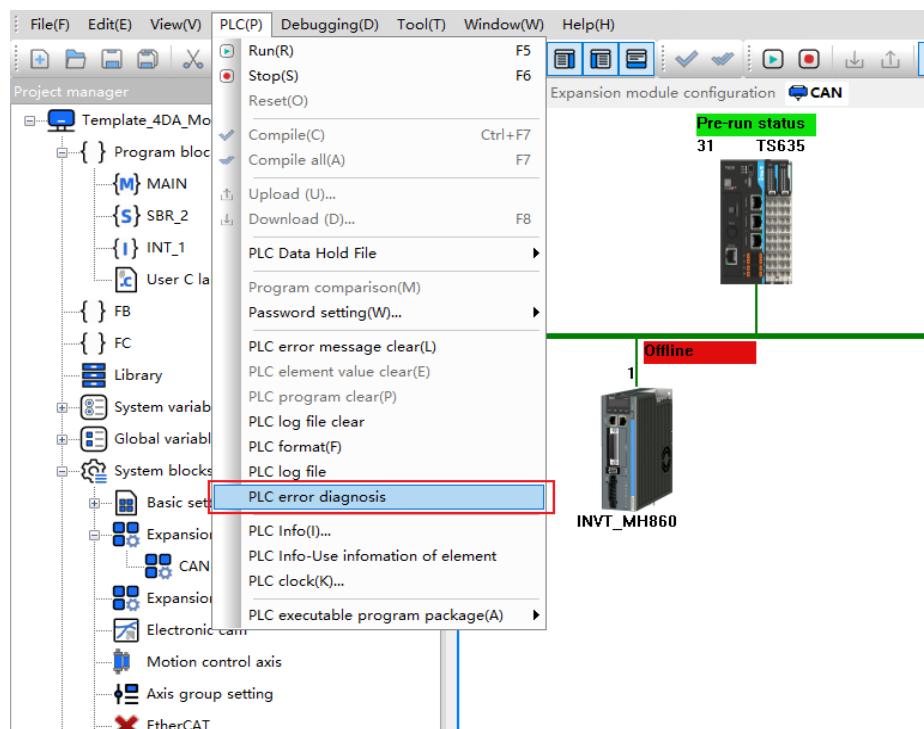 File(F) Edit(E) View(V) PLC(P) Debugging(D) Tool(T) Window(W) Help(H)
Project manager
Template_4DA_Mo
Program bloc
MAIN
SBR_2
INT_1
User C la
FB
FC
Library
System variab
Global variabl
System blocks
Basic set
Expansion
CAN
Expansion
Electronic cam
Motion control axis
Axis group setting
EtherCAT
Run(R) F5
Stop(S) F6
Reset(O)
Compile(C) Ctrl+F7
Compile all(A) F7
Upload (U)...
Download (D)... F8
PLC Data Hold File
Program comparison(M)
Password setting(W)...
PLC error message clear(L)
PLC element value clear(E)
PLC program clear(P)
PLC log file clear
PLC format(F)
PLC log file
PLC error diagnosis
PLC Info(I)...
PLC Info-Use infomation of element
PLC clock(K)...
PLC executable program package(A)
Expansion module configuration CAN
Pre-run status
31 TS635
Offline
1
INVT_MH860